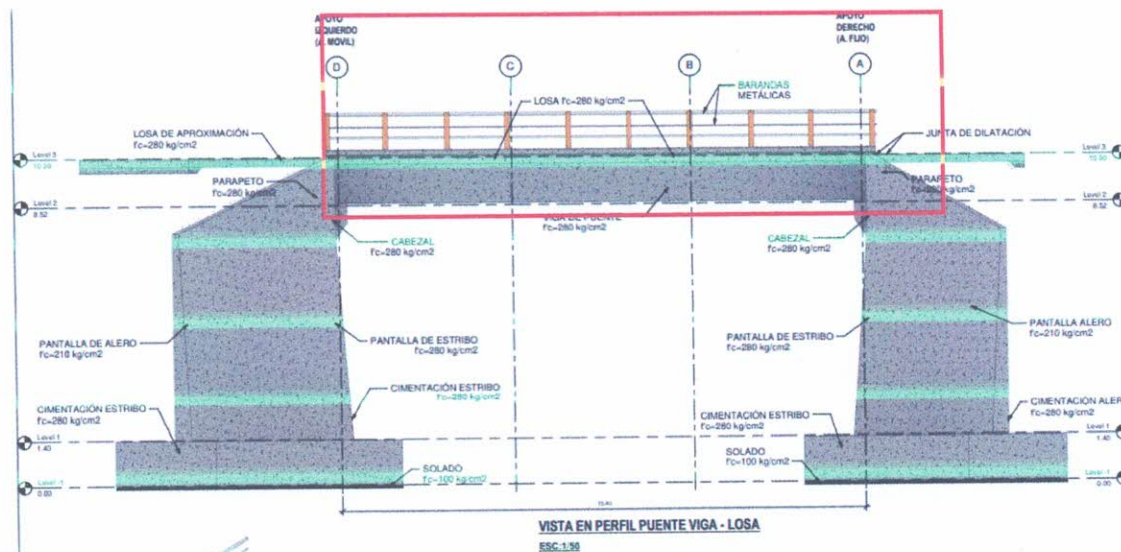 APOYO
IZQUIERDO
(A. MOVIL)
APOYO
DERECHO
(A. FIJO)
D
C
B
A
BARANDAS
METÁLICAS
LOSA f'c=280 kg/cm2
LOSA DE APROXIMACIÓN
f'c=280 kg/cm2
JUNTA DE DILATACIÓN
Level 3
Level 3
PARAPETO
f'c=280 kg/cm2
PARAPETO
f'c=280 kg/cm2
Level 2
8.52
Level 2
8.52
VIGA DE PUENTE
f'c=280 kg/cm2
CABEZAL
f'c=280 kg/cm2
CABEZAL
f'c=280 kg/cm2
PANTALLA DE ALERO
f'c=210 kg/cm2
PANTALLA DE ESTRIBO
f'c=280 kg/cm2
PANTALLA DE ESTRIBO
f'c=280 kg/cm2
PANTALLA ALERO
f'c=210 kg/cm2
CIMENTACIÓN ESTRIBO
f'c=280 kg/cm2
CIMENTACIÓN ESTRIBO
f'c=280 kg/cm2
CIMENTACIÓN ESTRIBO
f'c=280 kg/cm2
CIMENTACIÓN ALERO
f'c=280 kg/cm2
Level 1
1.40
Level 1
1.40
SOLADO
f'c=100 kg/cm2
SOLADO
f'c=100 kg/cm2
Level -1
0.00
Level -1
0.00
VISTA EN PERFIL PUENTE VIGA - LOSA
ESC:1/50